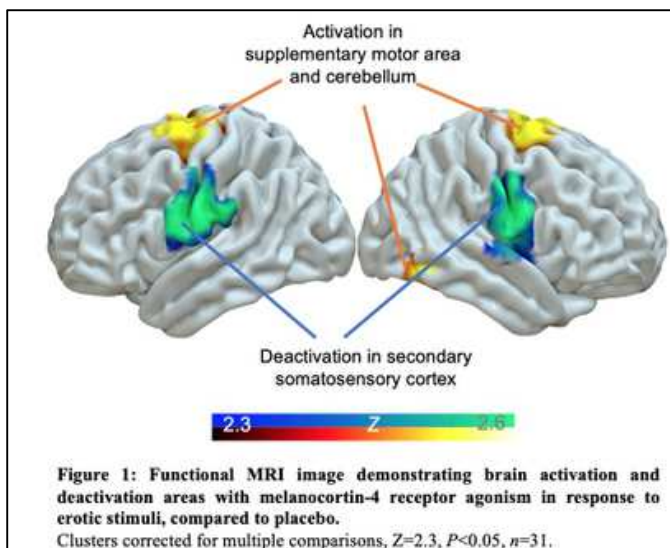 Activation in
supplementary motor area
and cerebellum
Deactivation in secondary
somatosensory cortex
2.3 Z 2.6
Figure 1: Functional MRI image demonstrating brain activation and
deactivation areas with melanocortin-4 receptor agonism in response to
erotic stimuli, compared to placebo.
Clusters corrected for multiple comparisons, Z=2.3, P<0.05, n=31.